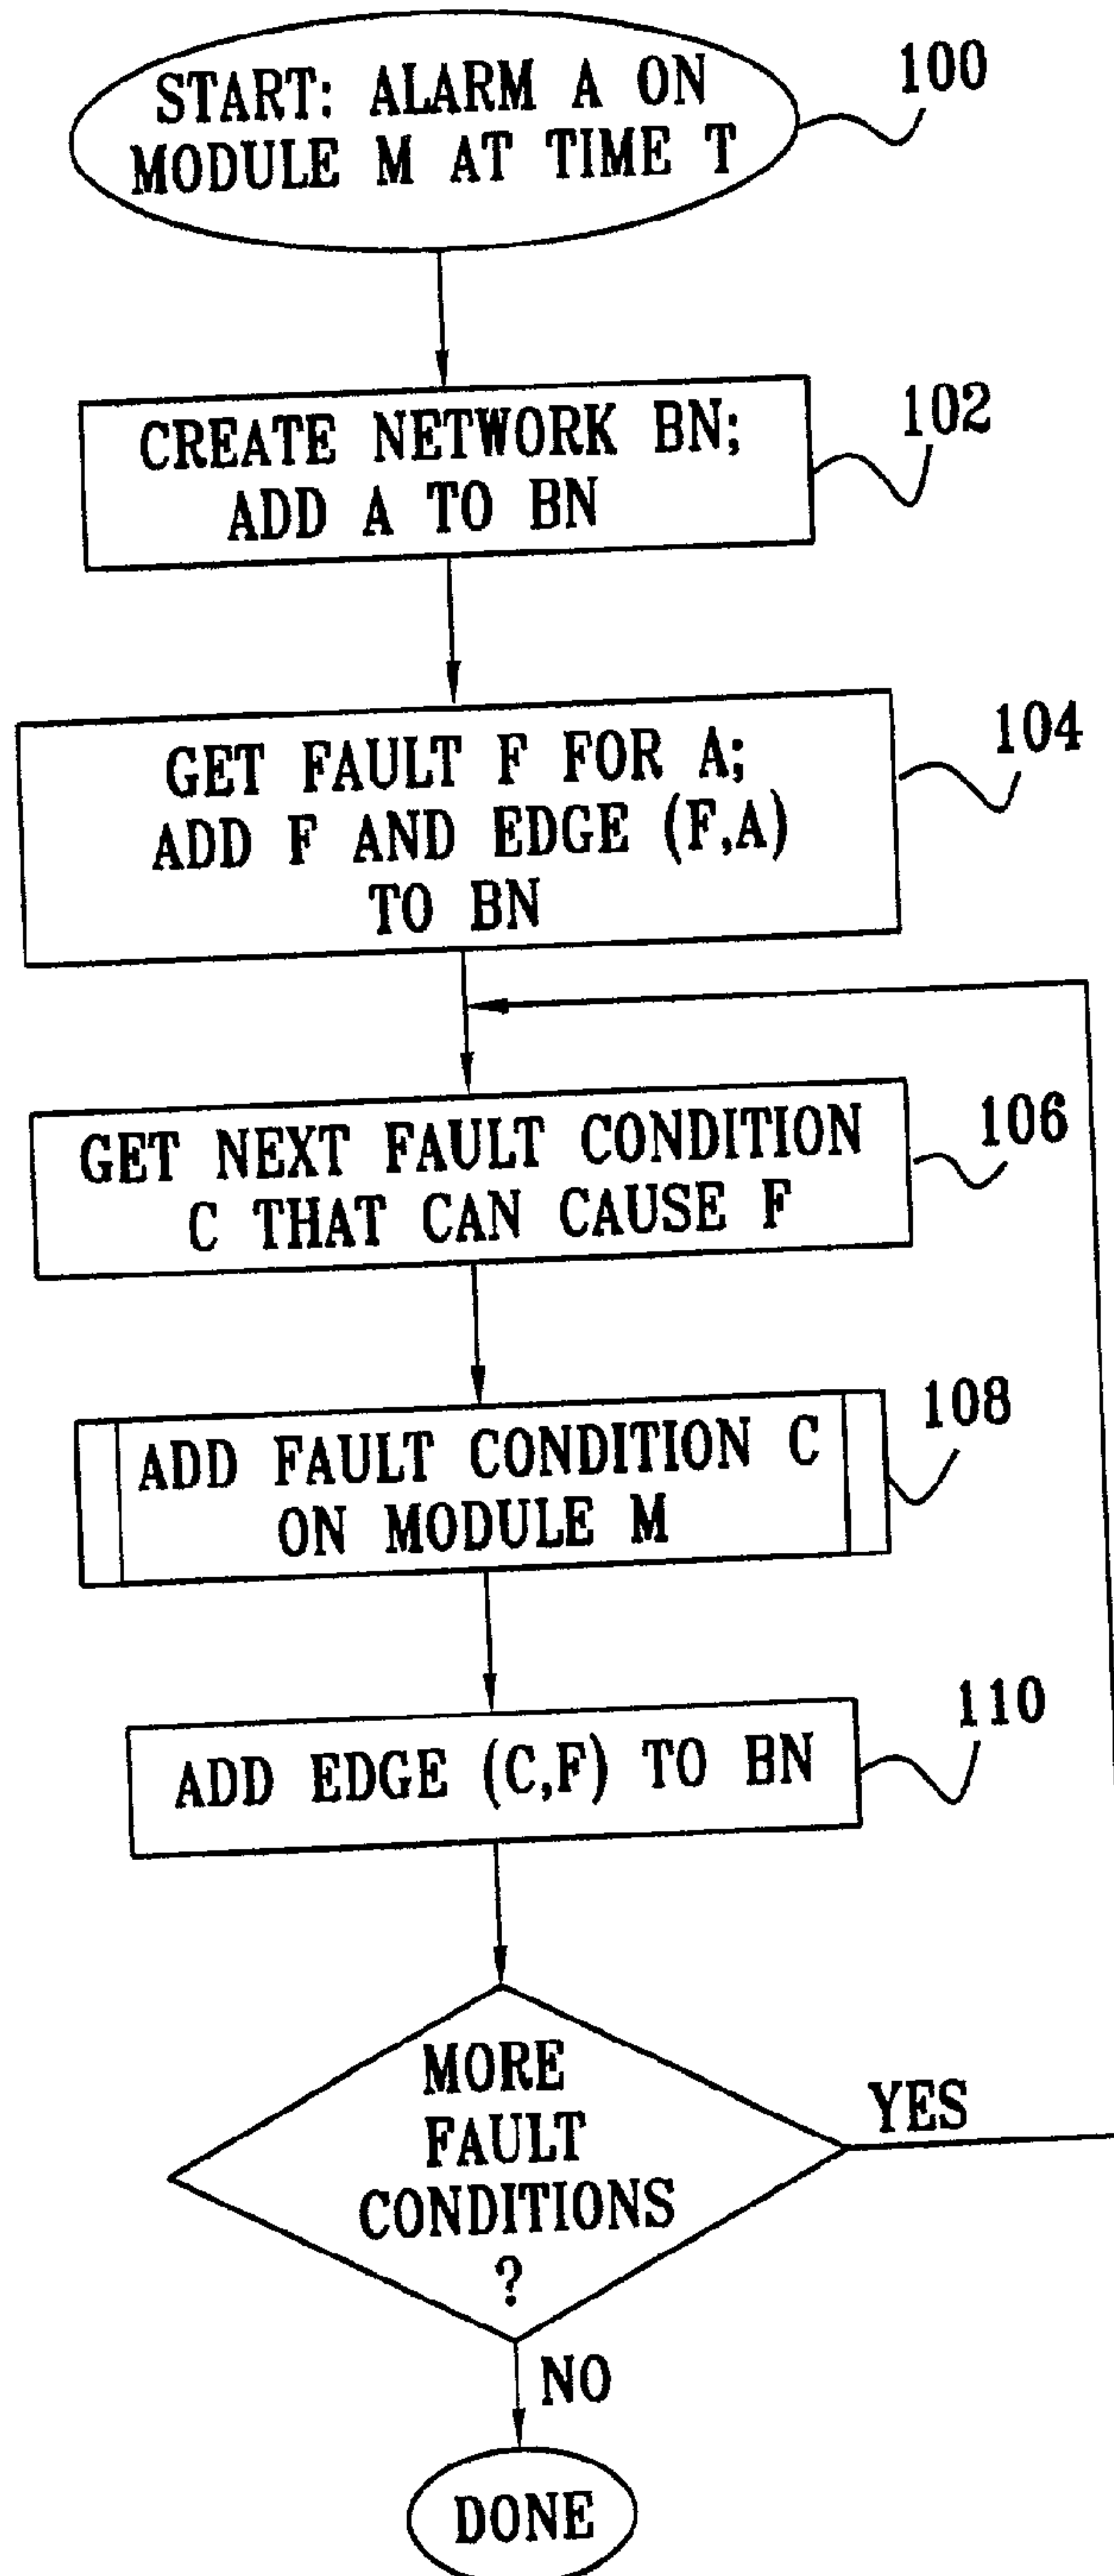 START: ALARM A ON
MODULE M AT TIME T
100
CREATE NETWORK BN;
ADD A TO BN
102
GET FAULT F FOR A;
ADD F AND EDGE (F,A)
TO BN
104
GET NEXT FAULT CONDITION
C THAT CAN CAUSE F
106
ADD FAULT CONDITION C
ON MODULE M
108
ADD EDGE (C,F) TO BN
110
MORE
FAULT
CONDITIONS
?
YES
NO
DONE